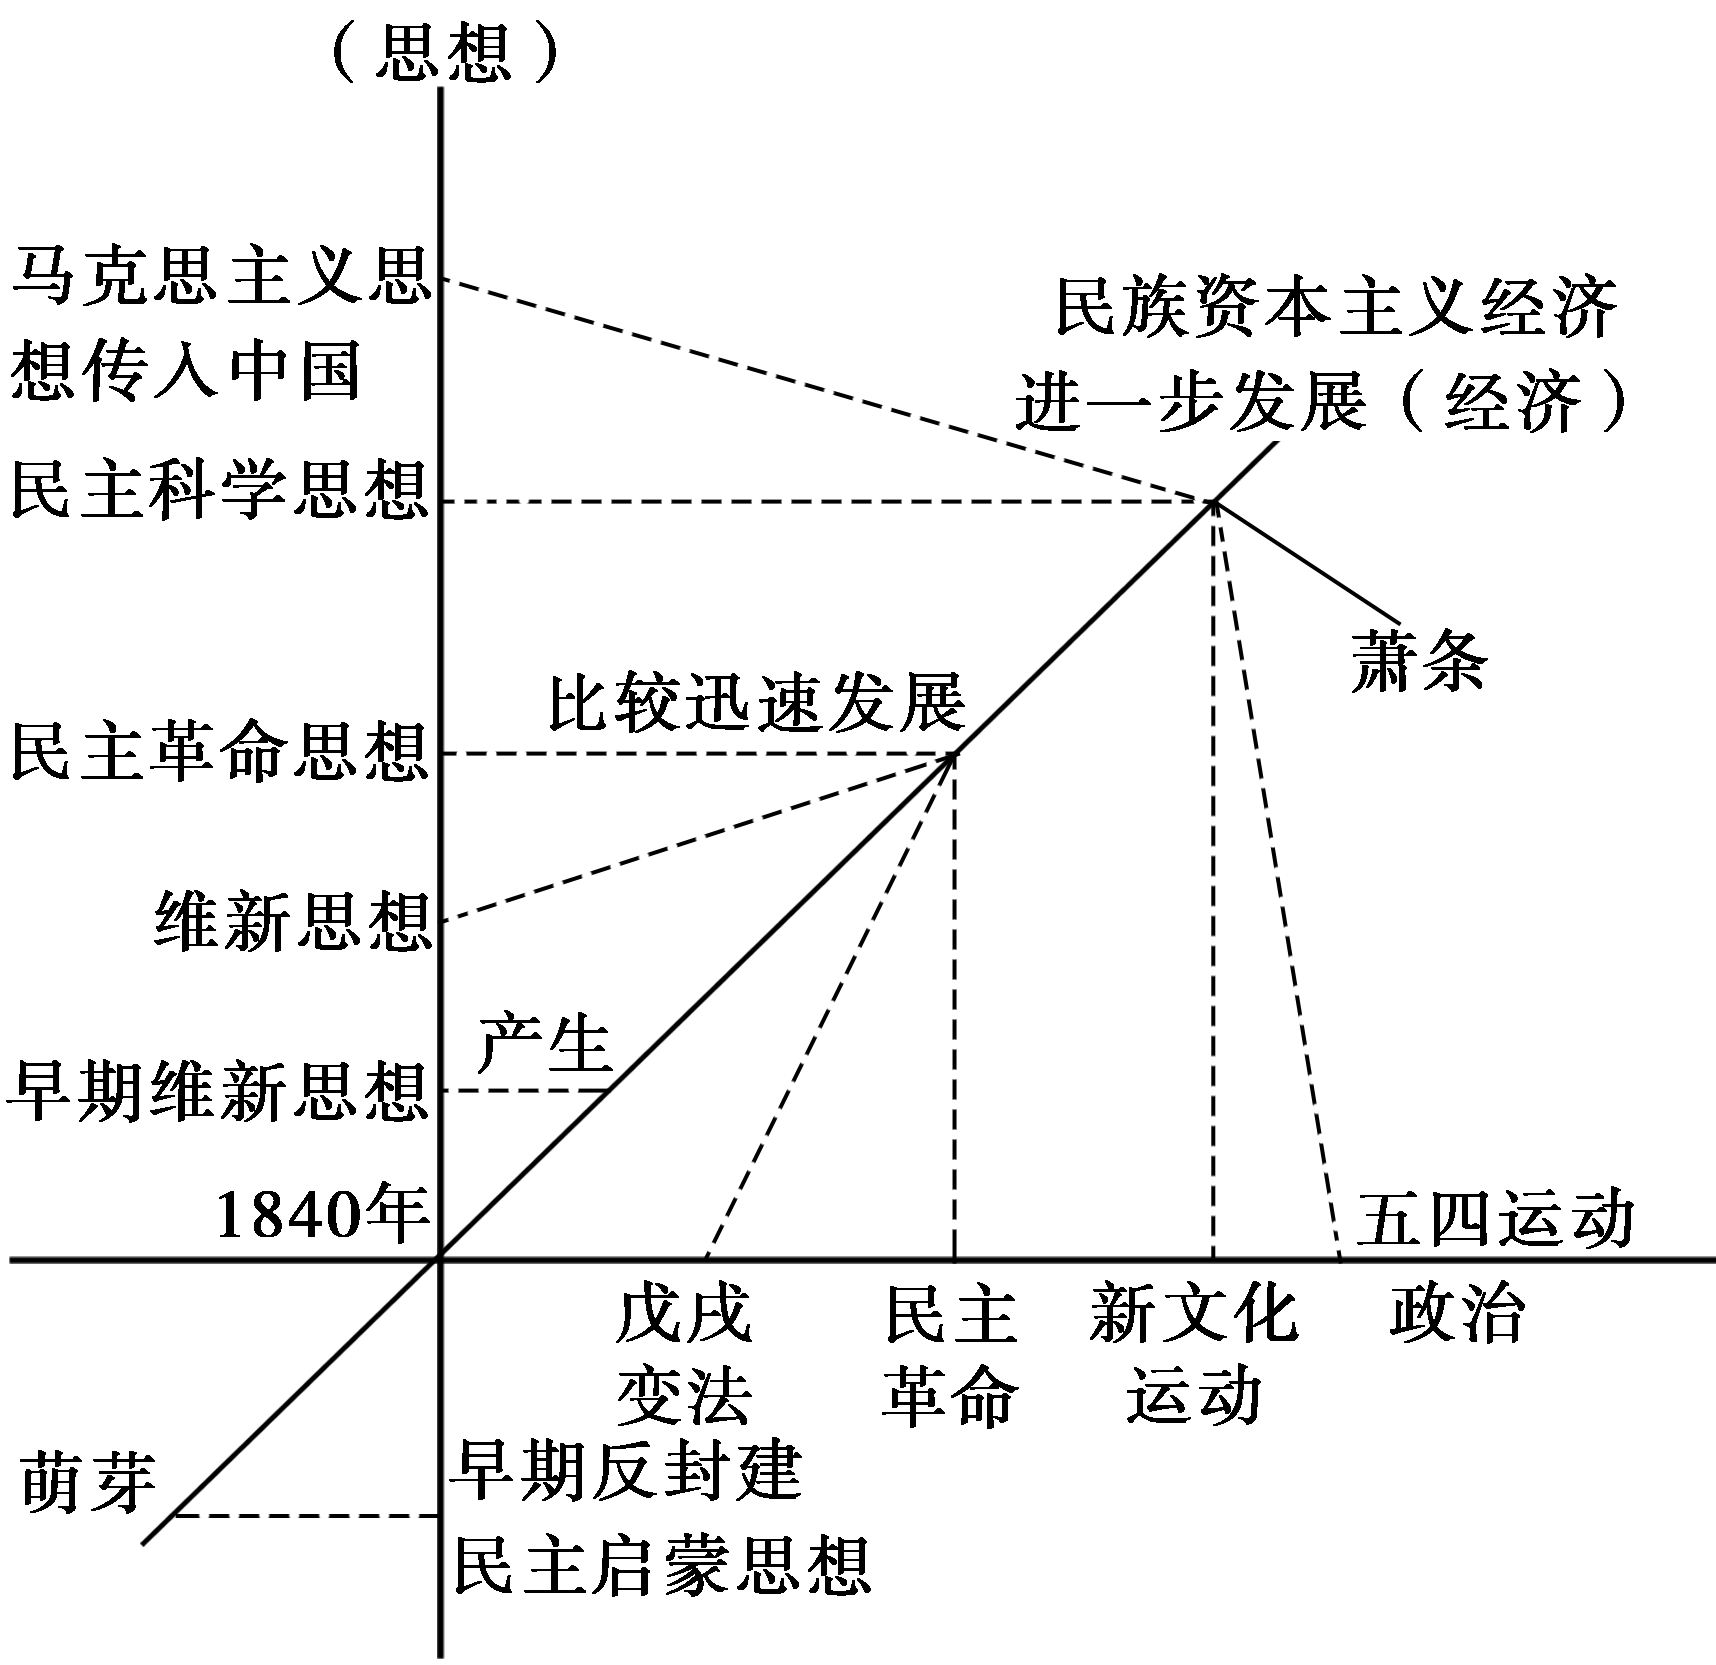 （思想）
马克思主义思
想传入中国
民族资本主义经济
进一步发展（经济）
民主科学思想
萧条
比较迅速发展
民主革命思想
维新思想
产生
早期维新思想
1840年
五四运动
戊戌
变法
民主
革命
新文化
运动
政治
萌芽
早期反封建
民主启蒙思想